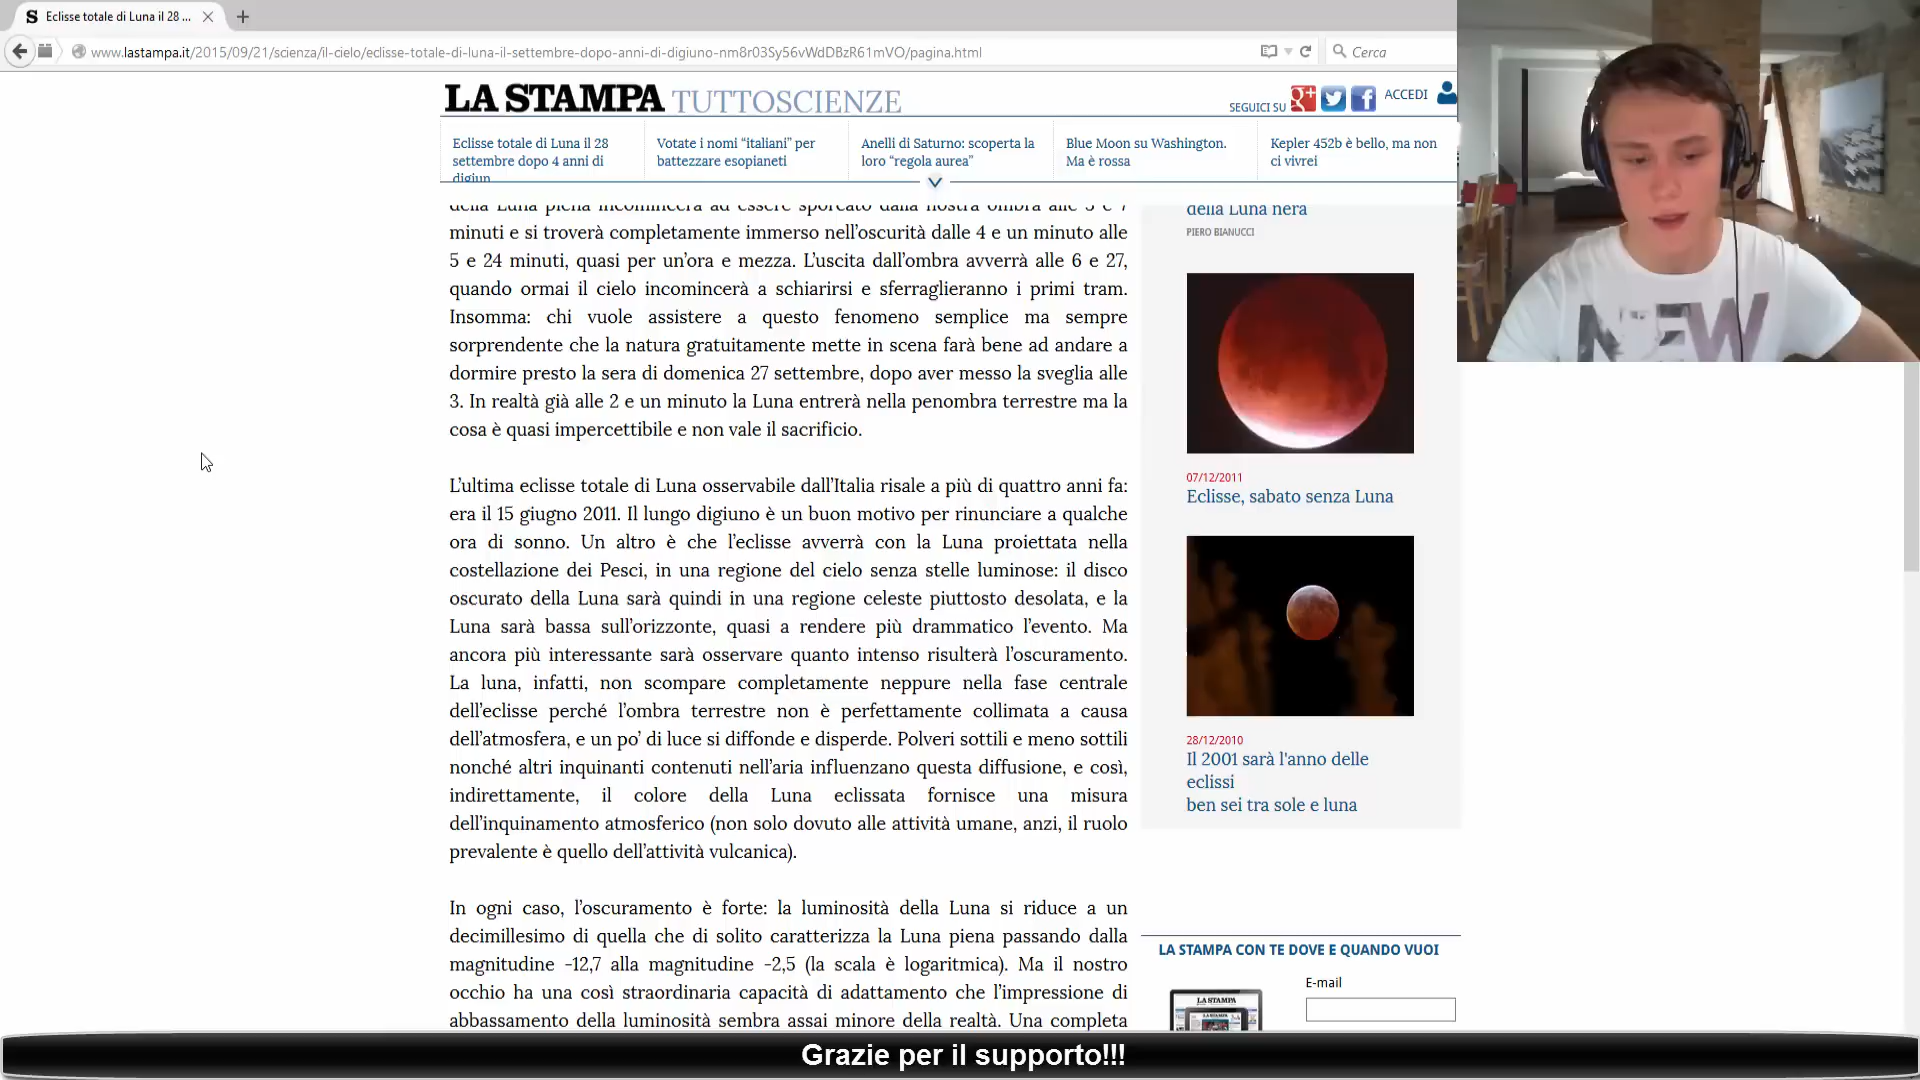 S Eclisse totale di Luna il 28 ...
www.lastampa.it/2015/09/21/scienza/il-cielo/eclisse-totale-di-luna-il-settembre-dopo-anni-di-digiuno-nm8r03Sy56vWdDBzR61mVO/pagina.html
Cerca
LA STAMPA TUTTOSCIENZE
SEGUICI SU
ACCEDI
Eclisse totale di Luna il 28
settembre dopo 4 anni di
digiun
Votate i nomi “italiani” per
battezzare esopianeti
Anelli di Saturno: scoperta la
loro “regola aurea”
Blue Moon su Washington.
Ma è rossa
Kepler 452b è bello, ma non
ci vivrei
della Luna piena incomincerà ad essere sporcato dalla nostra ombra alle 3 e 7
minuti e si troverà completamente immerso nell’oscurità dalle 4 e un minuto alle
5 e 24 minuti, quasi per un’ora e mezza. L’uscita dall’ombra avverrà alle 6 e 27,
quando ormai il cielo incomincerà a schiarirsi e sferraglieranno i primi tram.
Insomma: chi vuole assistere a questo fenomeno semplice ma sempre
sorprendente che la natura gratuitamente mette in scena farà bene ad andare a
dormire presto la sera di domenica 27 settembre, dopo aver messo la sveglia alle
3. In realtà già alle 2 e un minuto la Luna entrerà nella penombra terrestre ma la
cosa è quasi impercettibile e non vale il sacrificio.
L’ultima eclisse totale di Luna osservabile dall’Italia risale a più di quattro anni fa:
era il 15 giugno 2011. Il lungo digiuno è un buon motivo per rinunciare a qualche
ora di sonno. Un altro è che l’eclisse avverrà con la Luna proiettata nella
costellazione dei Pesci, in una regione del cielo senza stelle luminose: il disco
oscurato della Luna sarà quindi in una regione celeste piuttosto desolata, e la
Luna sarà bassa sull’orizzonte, quasi a rendere più drammatico l’evento. Ma
ancora più interessante sarà osservare quanto intenso risulterà l’oscuramento.
La luna, infatti, non scompare completamente neppure nella fase centrale
dell’eclisse perché l’ombra terrestre non è perfettamente collimata a causa
dell’atmosfera, e un po’ di luce si diffonde e disperde. Polveri sottili e meno sottili
nonché altri inquinanti contenuti nell’aria influenzano questa diffusione, e così,
indirettamente, il colore della Luna eclissata fornisce una misura
dell’inquinamento atmosferico (non solo dovuto alle attività umane, anzi, il ruolo
prevalente è quello dell’attività vulcanica).
In ogni caso, l’oscuramento è forte: la luminosità della Luna si riduce a un
decimillesimo di quella che di solito caratterizza la Luna piena passando dalla
magnitudine -12,7 alla magnitudine -2,5 (la scala è logaritmica). Ma il nostro
occhio ha una così straordinaria capacità di adattamento che l’impressione di
abbassamento della luminosità sembra assai minore della realtà. Una completa
della Luna nera
PIERO BIANUCCI
07/12/2011
Eclisse, sabato senza Luna
28/12/2010
Il 2001 sarà l'anno delle
eclissi
ben sei tra sole e luna
LA STAMPA CON TE DOVE E QUANDO VUOI
E-mail
LA STAMPA
NEW
Grazie per il supporto!!!